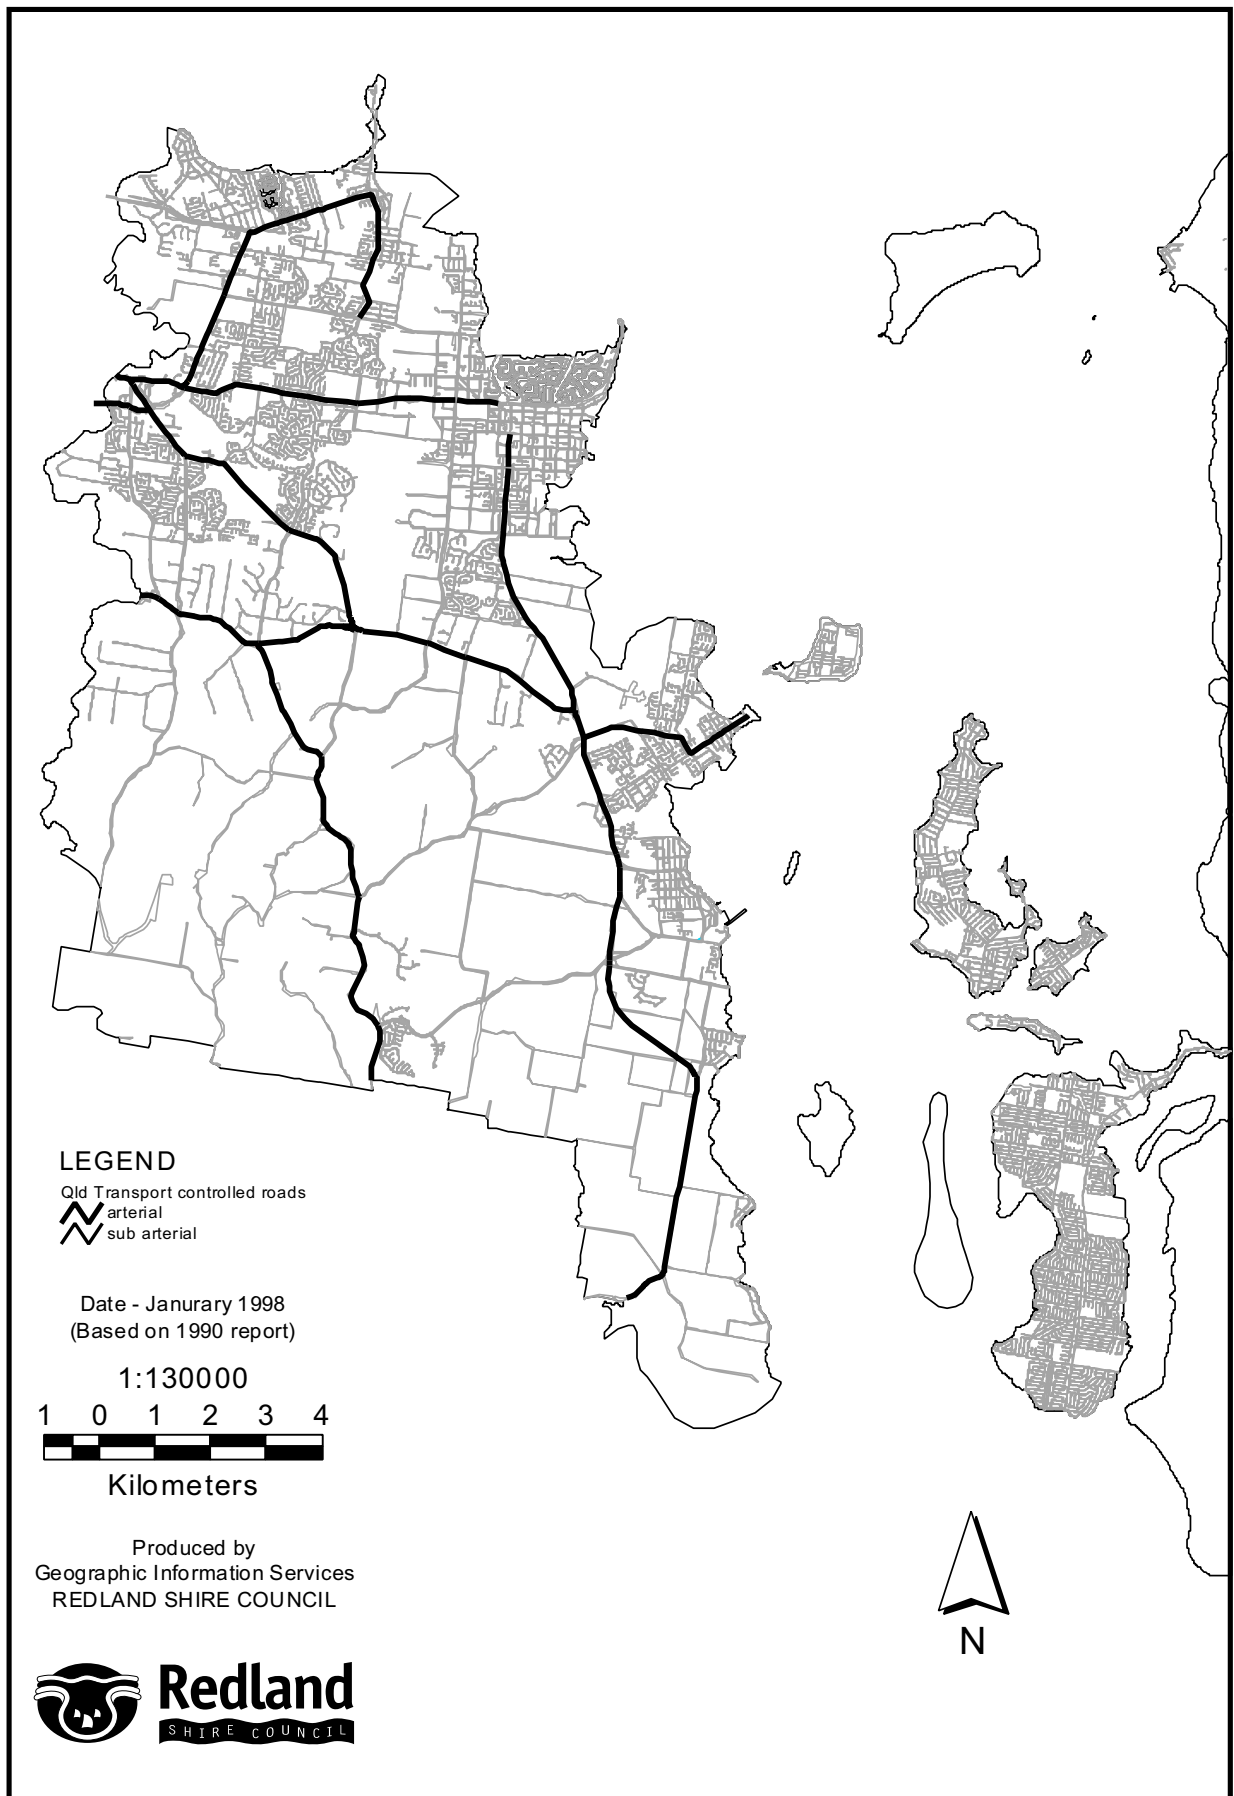 LEGEND
Qld Transport controlled roads
arterial
sub arterial
Date - Janurary 1998
(Based on 1990 report)
1:130000
1 0 1 2 3 4
Kilometers
Produced by
Geographic Information Services
REDLAND SHIRE COUNCIL
N
Redland
SHIRE COUNCIL